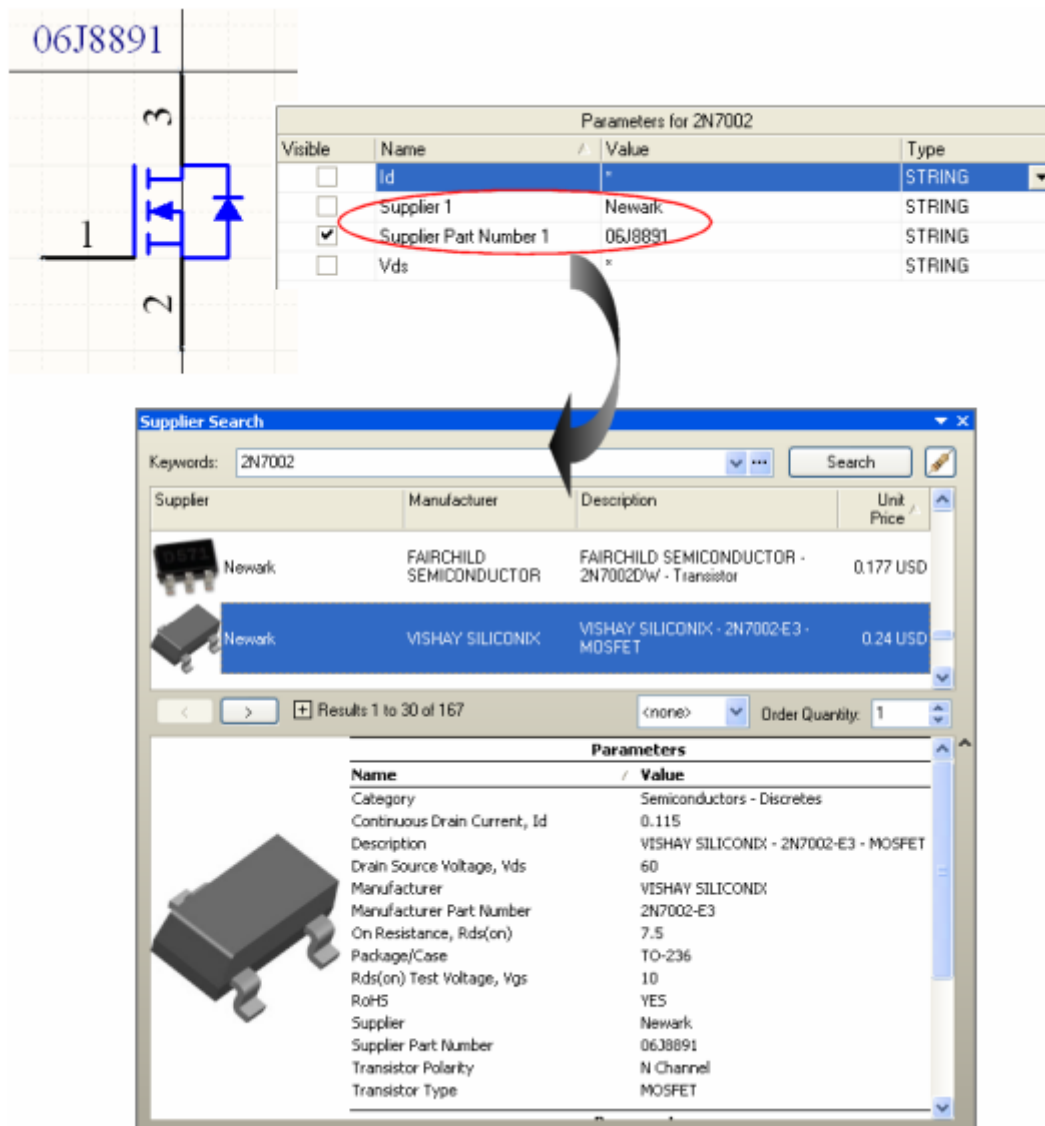 06J8891
3
1
2
Parameters for 2N7002
Visible Name Value Type
Id * STRING
Supplier 1 Newark STRING
Supplier Part Number 1 06J8891 STRING
Vds * STRING
Supplier Search
Keywords: 2N7002 ... Search
Supplier Manufacturer Description Unit Price
Newark FAIRCHILD SEMICONDUCTOR FAIRCHILD SEMICONDUCTOR -
2N7002DW - Transistor 0.177 USD
Newark VISHAY SILICONIX VISHAY SILICONIX - 2N7002-E3 -
MOSFET 0.24 USD
< > + Results 1 to 30 of 167 <none> Order Quantity: 1
Parameters
Name / Value
Category Semiconductors - Discretes
Continuous Drain Current, Id 0.115
Description VISHAY SILICONIX - 2N7002-E3 - MOSFET
Drain Source Voltage, Vds 60
Manufacturer VISHAY SILICONIX
Manufacturer Part Number 2N7002-E3
On Resistance, Rds(on) 7.5
Package/Case TO-236
Rds(on) Test Voltage, Vgs 10
RoHS YES
Supplier Newark
Supplier Part Number 06J8891
Transistor Polarity N Channel
Transistor Type MOSFET